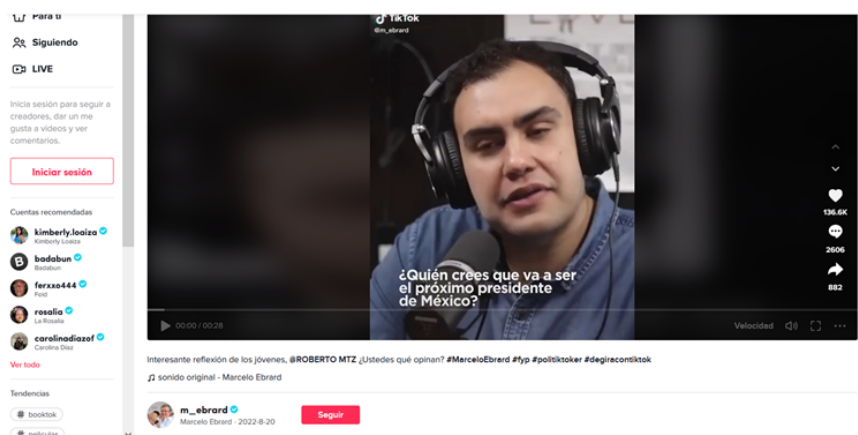 Para ti
Siguiendo
LIVE
Inicia sesión para seguir a
creadores, dar un me
gusta a videos y ver
comentarios.
Iniciar sesión
Cuentas recomendadas
kimberly.loaiza
Kimberly Loaiza
badabun
Badabun
ferxxo444
Feid
rosalia
La Rosalia
carolinadiazof
Carolina Díaz
Ver todo
Tendencias
# booktok
# películas
TikTok
@m_ebrard
¿Quién crees que va a ser
el próximo presidente
de México?
136.6K
2606
882
00:00 / 00:28
Velocidad
Interesante reflexión de los jóvenes, @ROBERTO MTZ ¿Ustedes qué opinan? #MarceloEbrard #fyp #politiktoker #degiracontiktok
sonido original - Marcelo Ebrard
m_ebrard
Marcelo Ebrard · 2022-8-20
Seguir